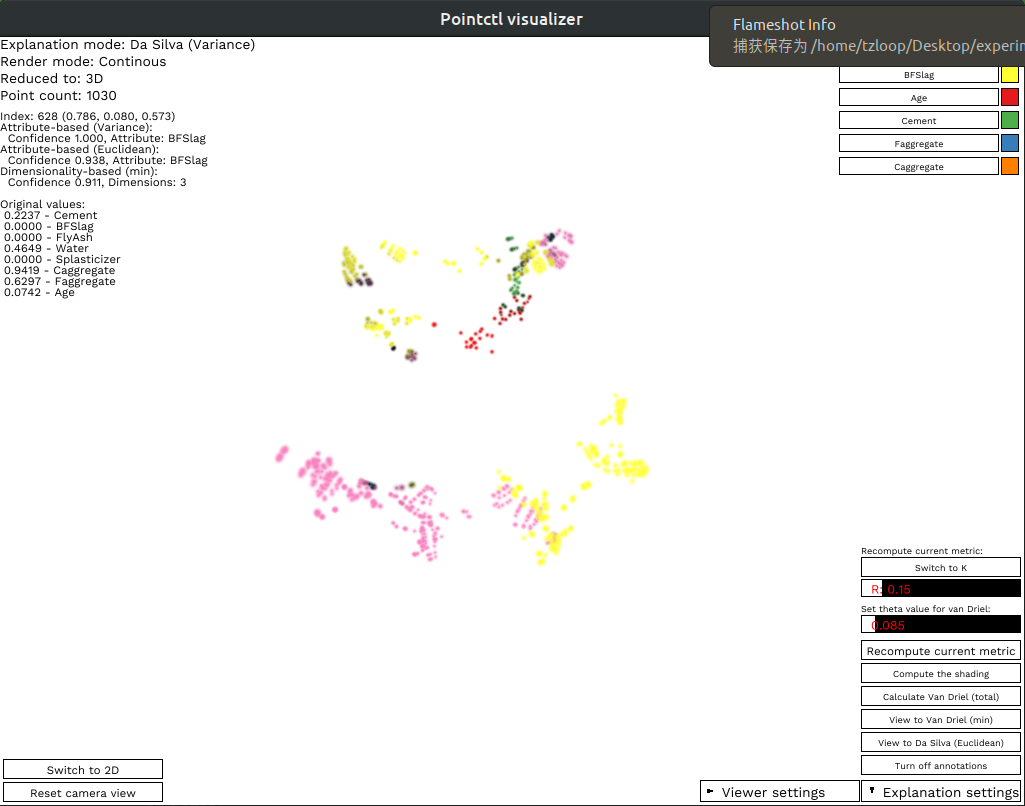 Pointctl visualizer
Flameshot Info
捕获保存为 /home/tzloop/Desktop/experim
Explanation mode: Da Silva (Variance)
Render mode: Continous
Reduced to: 3D
Point count: 1030
Index: 628 (0.786, 0.080, 0.573)
Attribute-based (Variance):
Confidence 1.000, Attribute: BFSlag
Attribute-based (Euclidean):
Confidence 0.938, Attribute: BFSlag
Dimensionality-based (min):
Confidence 0.911, Dimensions: 3
Original values:
0.2237 - Cement
0.0000 - BFSlag
0.0000 - FlyAsh
0.4649 - Water
0.0000 - Splasticizer
0.9419 - Caggregate
0.6297 - Faggregate
0.0742 - Age
BFSlag
Age
Cement
Faggregate
Caggregate
Recompute current metric:
Switch to K
R: 0.15
Set theta value for van Driel:
0.085
Recompute current metric
Compute the shading
Calculate Van Driel (total)
View to Van Driel (min)
View to Da Silva (Euclidean)
Turn off annotations
Switch to 2D
Reset camera view
Viewer settings
Explanation settings